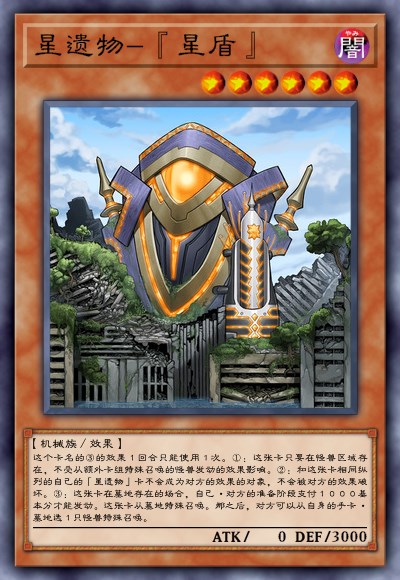 星遗物-『星盾』
やみ
闇
【机械族/效果】
这个卡名的③的效果1回合只能使用1次。①：这张卡只要在怪兽区域存
在，不受从额外卡组特殊召唤的怪兽发动的效果影响。②：和这张卡相同纵
列的自己的「星遗物」卡不会成为对方的效果的对象，不会被对方的效果破
坏。③：这张卡在墓地存在的场合，自己·对方的准备阶段支付1000基
本分才能发动。这张卡从墓地特殊召唤。那之后，对方可以从自身的手卡·
墓地选1只怪兽特殊召唤。
ATK/ 0 DEF/3000